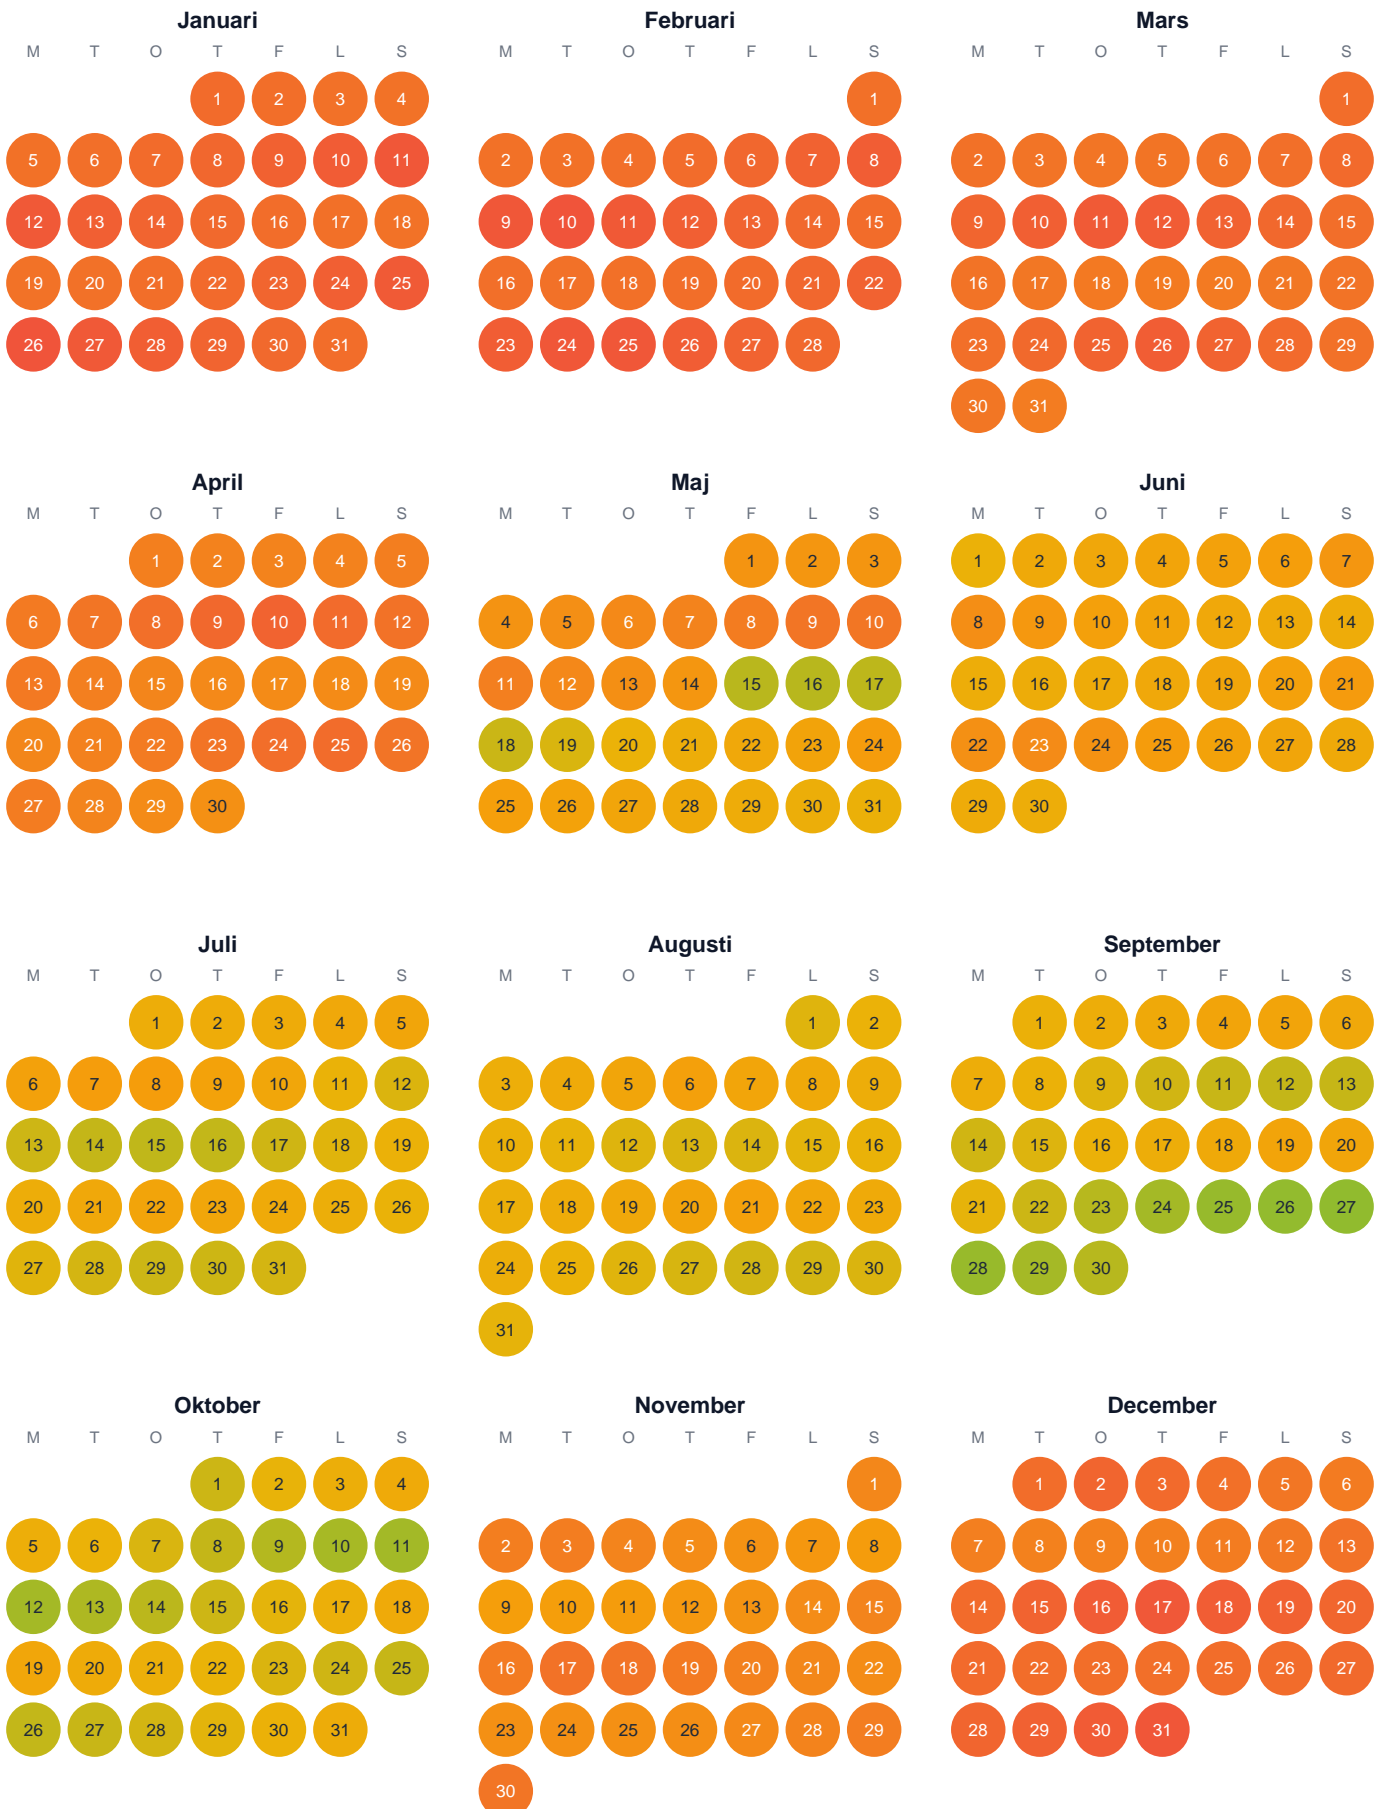 Januari Februari Mars
M T O T F L S M T O T F L S M T O T F L S
1 2 3 4 1 1
5 6 7 8 9 10 11 2 3 4 5 6 7 8 2 3 4 5 6 7 8
12 13 14 15 16 17 18 9 10 11 12 13 14 15 9 10 11 12 13 14 15
19 20 21 22 23 24 25 16 17 18 19 20 21 22 16 17 18 19 20 21 22
26 27 28 29 30 31 23 24 25 26 27 28 23 24 25 26 27 28 29
30 31
April Maj Juni
M T O T F L S M T O T F L S M T O T F L S
1 2 3 4 5 1 2 3 1 2 3 4 5 6 7
6 7 8 9 10 11 12 4 5 6 7 8 9 10 8 9 10 11 12 13 14
13 14 15 16 17 18 19 11 12 13 14 15 16 17 15 16 17 18 19 20 21
20 21 22 23 24 25 26 18 19 20 21 22 23 24 22 23 24 25 26 27 28
27 28 29 30 25 26 27 28 29 30 31 29 30
Juli Augusti September
M T O T F L S M T O T F L S M T O T F L S
1 2 3 4 5 1 2 1 2 3 4 5 6
6 7 8 9 10 11 12 3 4 5 6 7 8 9 7 8 9 10 11 12 13
13 14 15 16 17 18 19 10 11 12 13 14 15 16 14 15 16 17 18 19 20
20 21 22 23 24 25 26 17 18 19 20 21 22 23 21 22 23 24 25 26 27
27 28 29 30 31 24 25 26 27 28 29 30 28 29 30
31
Oktober November December
M T O T F L S M T O T F L S M T O T F L S
1 2 3 4 1 1 2 3 4 5 6
5 6 7 8 9 10 11 2 3 4 5 6 7 8 7 8 9 10 11 12 13
12 13 14 15 16 17 18 9 10 11 12 13 14 15 14 15 16 17 18 19 20
19 20 21 22 23 24 25 16 17 18 19 20 21 22 21 22 23 24 25 26 27
26 27 28 29 30 31 23 24 25 26 27 28 29 28 29 30 31
30